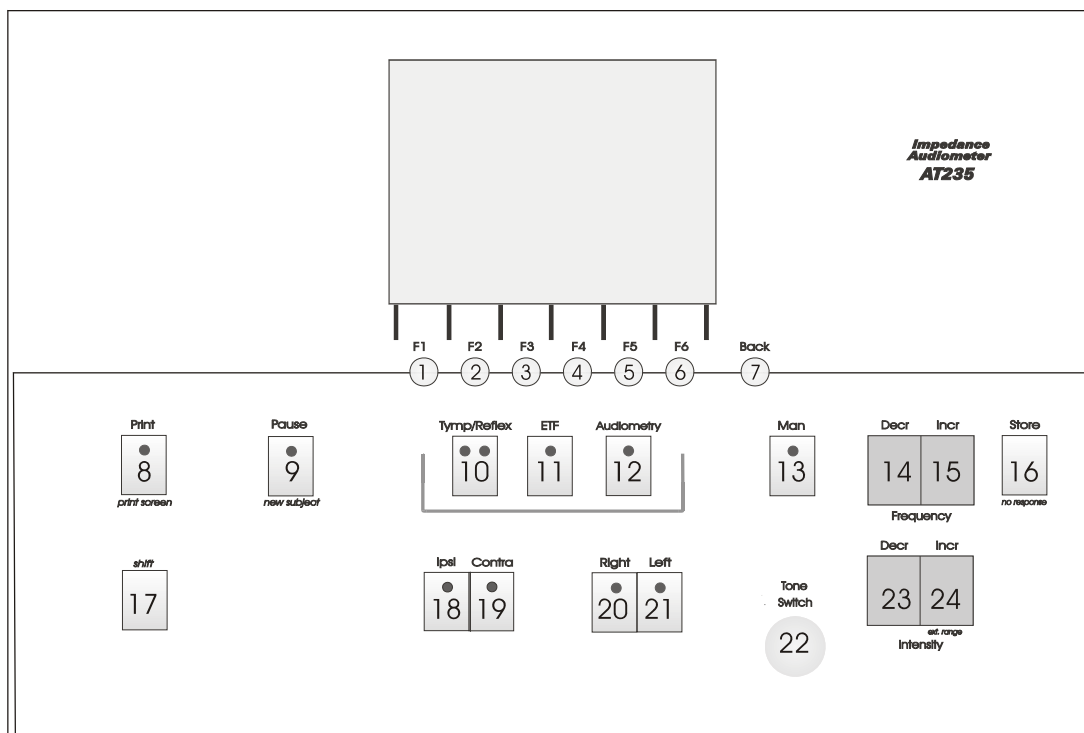 Impedance
Audiometer
AT235
F1 F2 F3 F4 F5 F6 Back
1 2 3 4 5 6 7
Print Pause Tymp/Reflex ETF Audiometry Man Decr Incr Store
8 9 10 11 12 13 14 15 16
print screen new subject no response
Frequency
shift Ipsi Contra Right Left Tone Switch Decr Incr
17 18 19 20 21 22 23 24
ext. range
Intensity